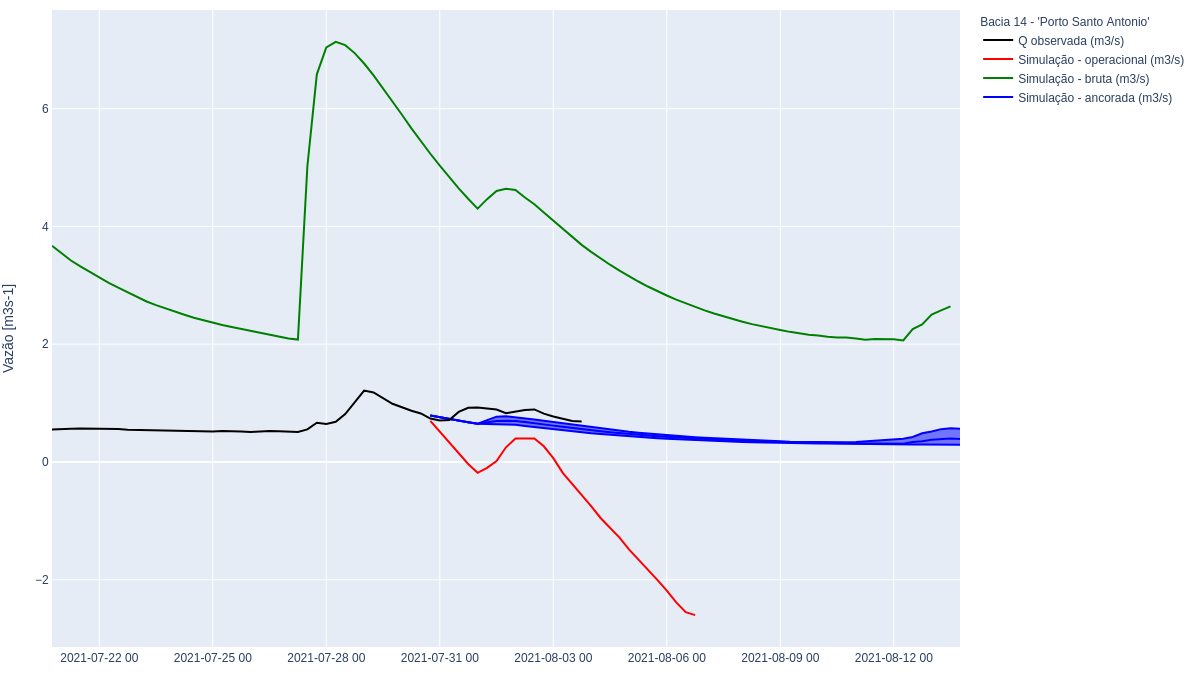 Bacia 14 - 'Porto Santo Antonio'
Q observada (m3/s)
Simulação - operacional (m3/s)
Simulação - bruta (m3/s)
Simulação - ancorada (m3/s)
Vazão [m3s-1]
6
4
2
0
−2
2021-07-22 00
2021-07-25 00
2021-07-28 00
2021-07-31 00
2021-08-03 00
2021-08-06 00
2021-08-09 00
2021-08-12 00